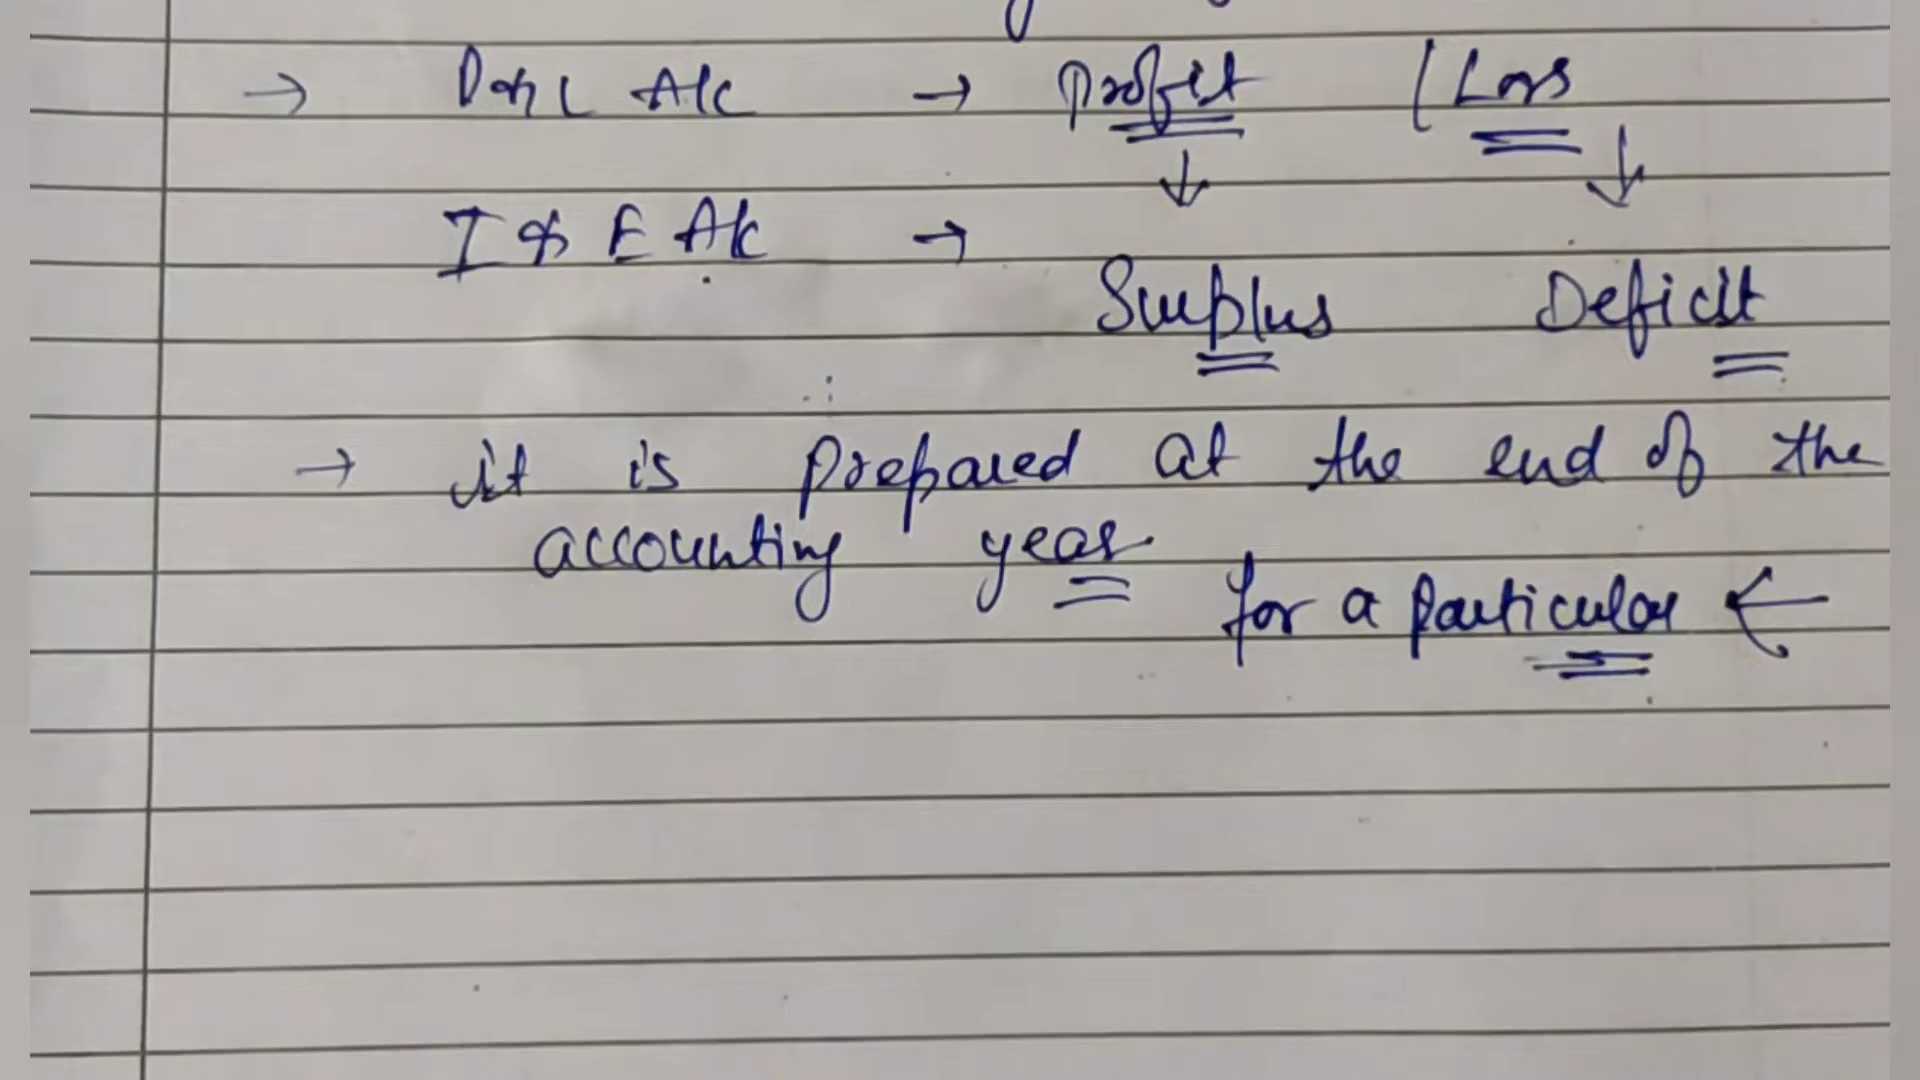 → P & L A/c → Profit / Loss
↓ ↓
I & E A/c →
Surplus Deficit
→ it is prepared at the end of the
accounting year
for a particular ←